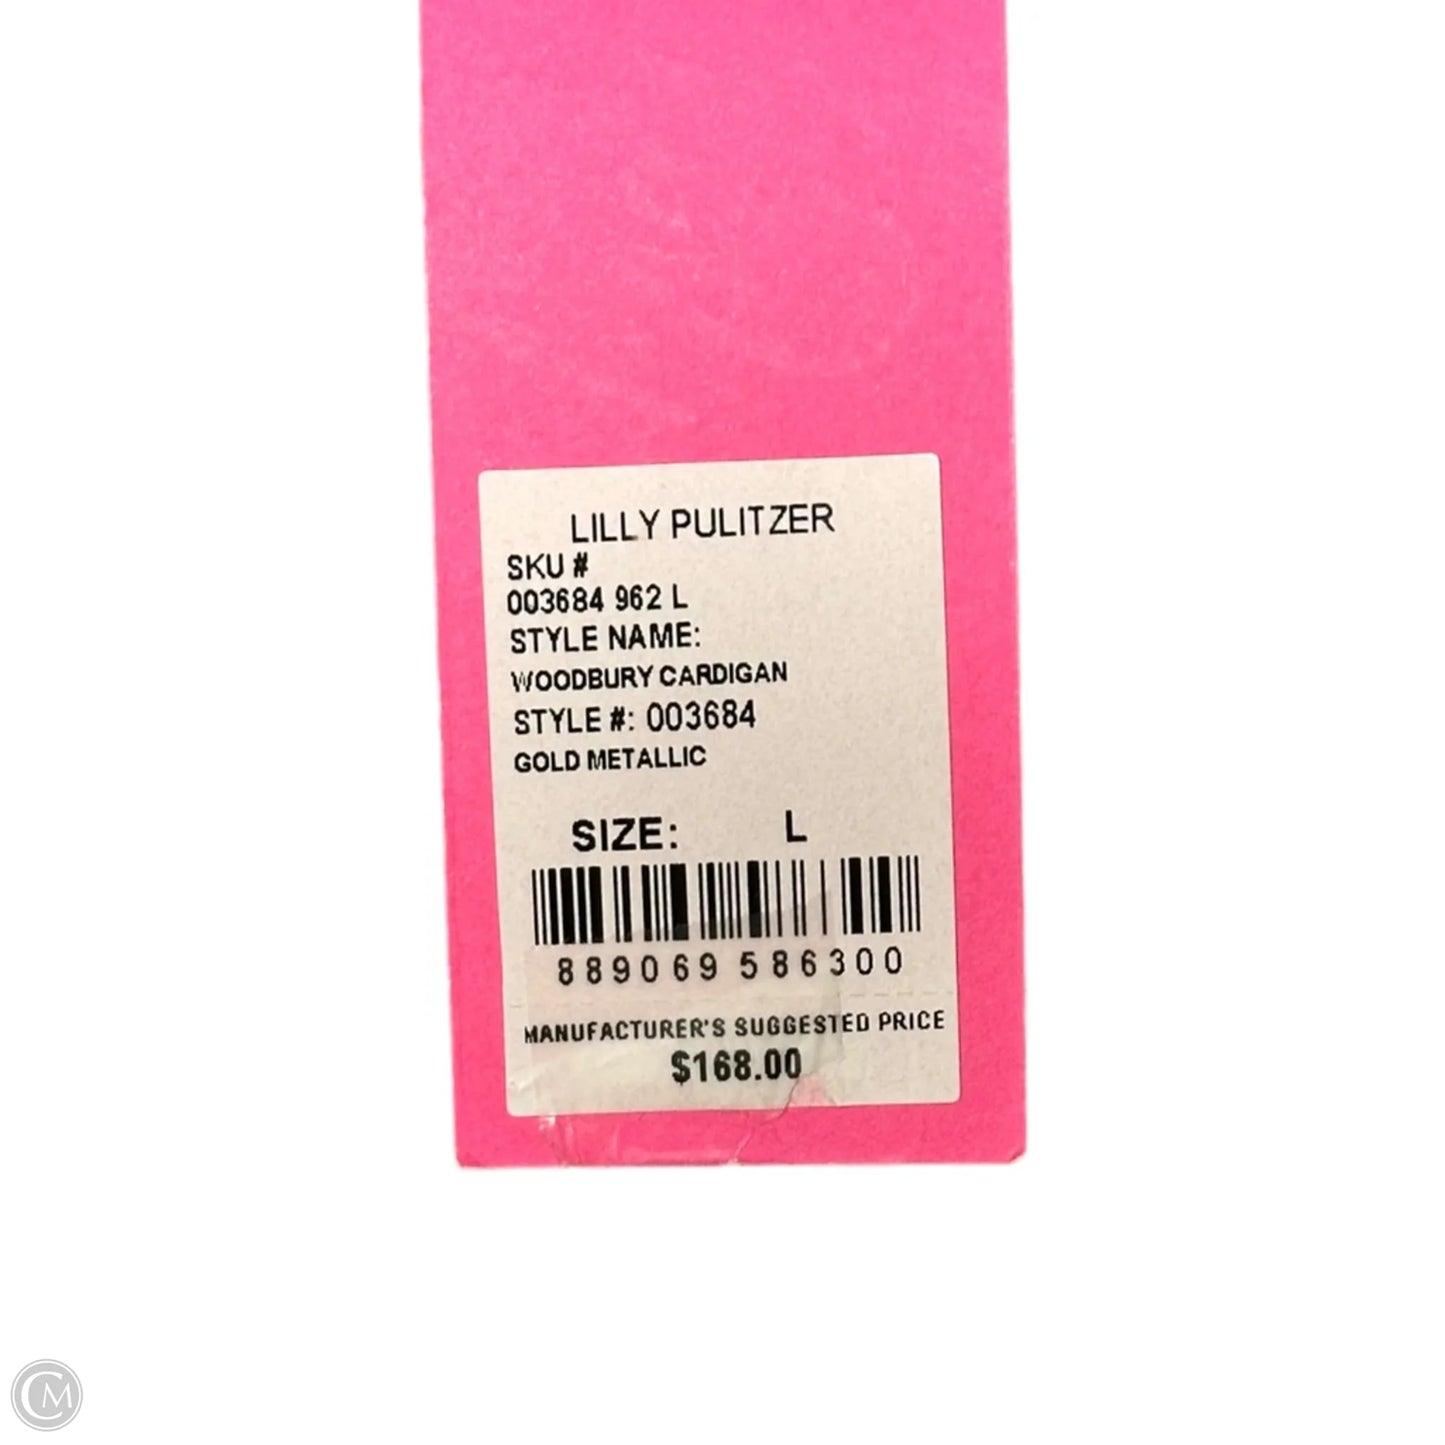 LILLY PULITZER
SKU #
003684 962 L
STYLE NAME:
WOODBURY CARDIGAN
STYLE #: 003684
GOLD METALLIC
SIZE: L
889069 586300
MANUFACTURER'S SUGGESTED PRICE
$168.00
CM